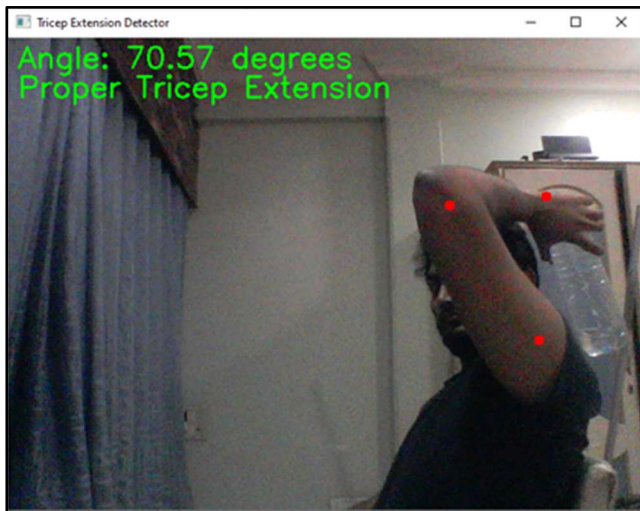 Tricep Extension Detector
Angle: 70.57 degrees
Proper Tricep Extension